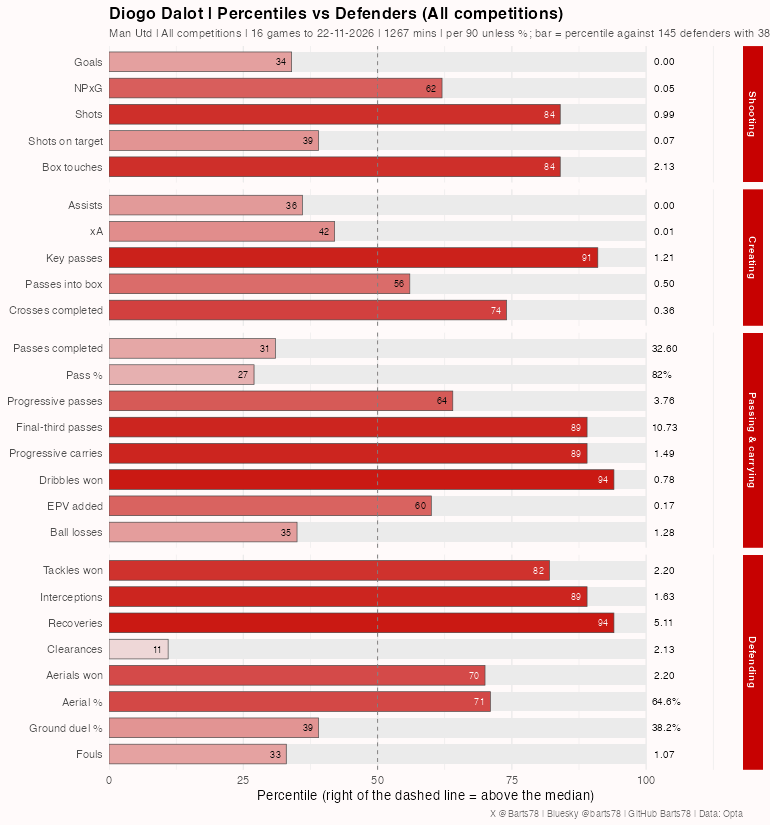 Diogo Dalot | Percentiles vs Defenders (All competitions)
Man Utd | All competitions | 16 games to 22-11-2026 | 1267 mins | per 90 unless %; bar = percentile against 145 defenders with 38
Goals 34 0.00
NPxG 62 0.05
Shots 84 0.99
Shots on target 39 0.07
Box touches 84 2.13
Shooting
Assists 36 0.00
xA 42 0.01
Key passes 91 1.21
Passes into box 56 0.50
Crosses completed 74 0.36
Creating
Passes completed 31 32.60
Pass % 27 82%
Progressive passes 64 3.76
Final-third passes 89 10.73
Progressive carries 89 1.49
Dribbles won 94 0.78
EPV added 60 0.17
Ball losses 35 1.28
Passing & carrying
Tackles won 82 2.20
Interceptions 89 1.63
Recoveries 94 5.11
Clearances 11 2.13
Aerials won 70 2.20
Aerial % 71 64.6%
Ground duel % 39 38.2%
Fouls 33 1.07
Defending
0 25 50 75 100
Percentile (right of the dashed line = above the median)
X @Barts78 | Bluesky @barts78 | GitHub Barts78 | Data: Opta